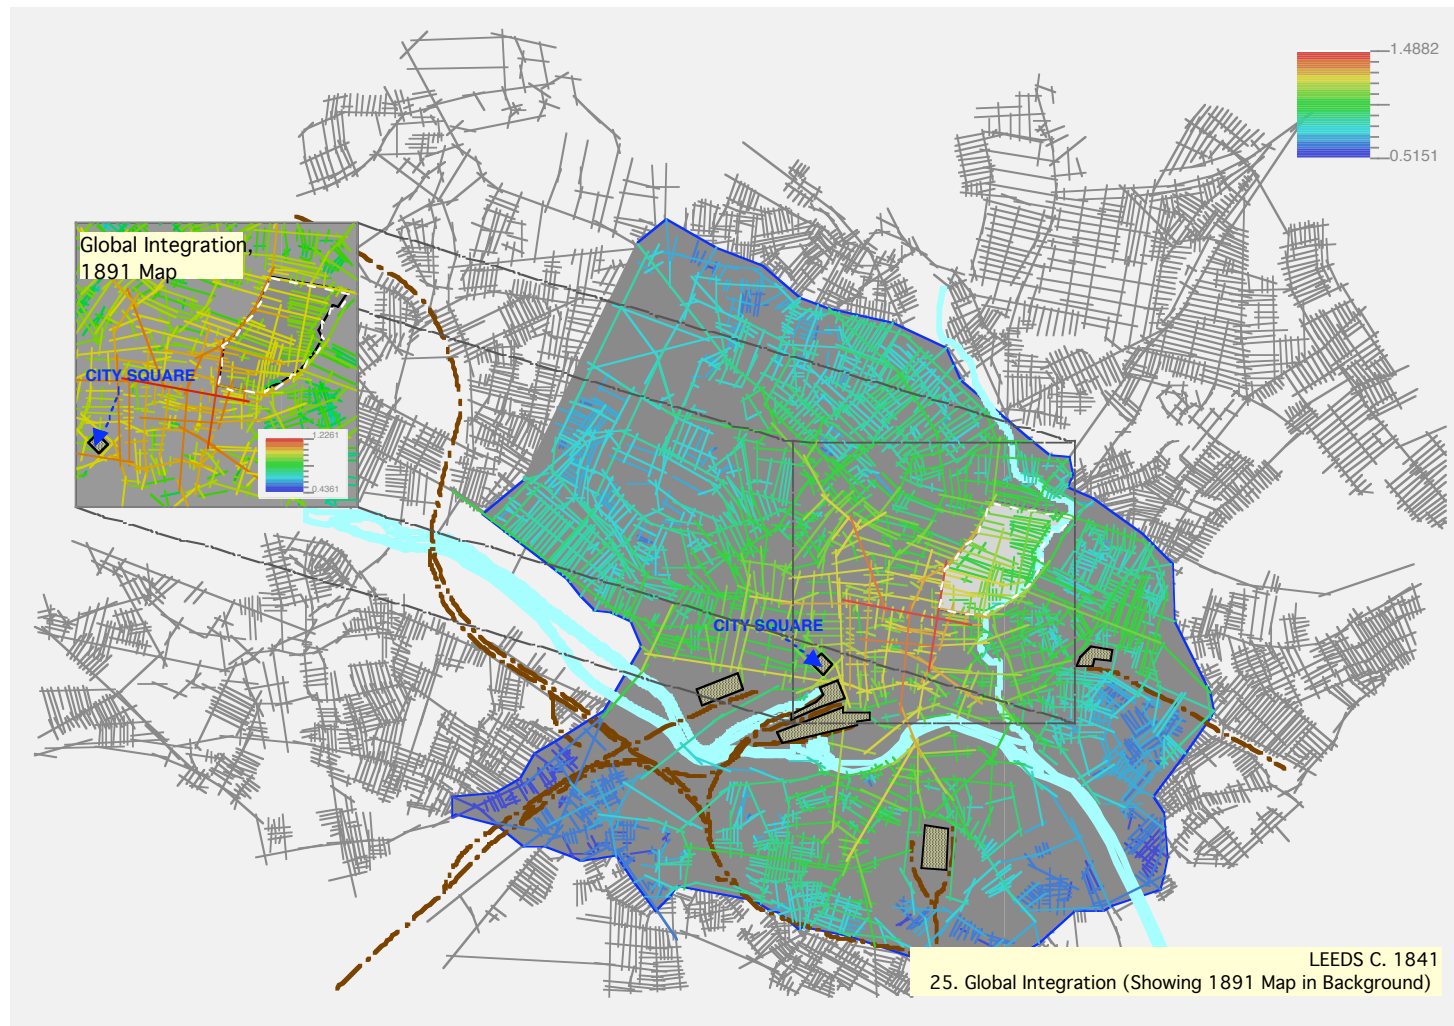 1.4882
0.5151
Global Integration,
1891 Map
CITY SQUARE
1.2261
0.4361
CITY SQUARE
LEEDS C. 1841
25. Global Integration (Showing 1891 Map in Background)